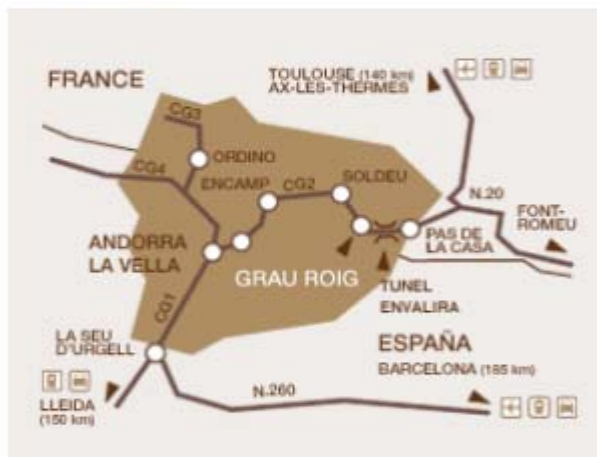 FRANCE
TOULOUSE (140 km)
AX-LES-THERMES
CG3
ORDINO
CG4
ENCAMP
CG2
SOLDEU
N.20
FONT-
ROMEU
ANDORRA
LA VELLA
PAS DE
LA CASA
GRAU ROIG
TUNEL
ENVALIRA
CG1
LA SEU
D'URGELL
ESPAÑA
BARCELONA (185 km)
LLEIDA
(150 km)
N.260